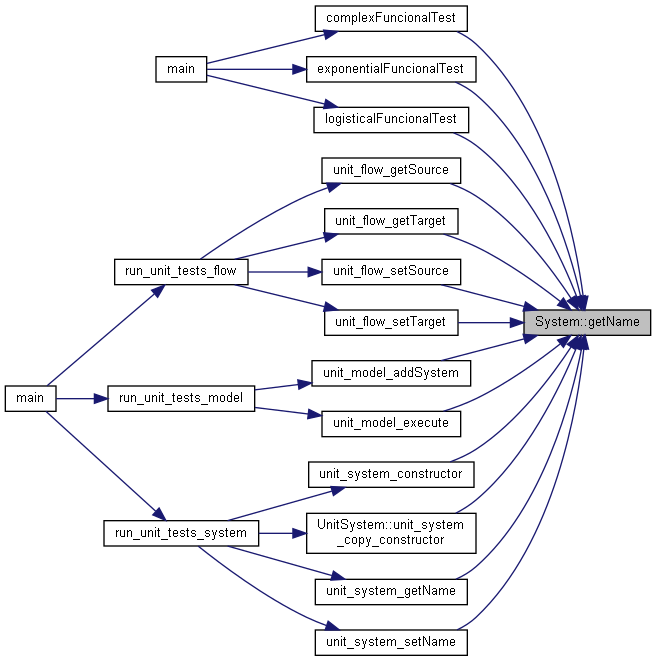 complexFuncionalTest
main
exponentialFuncionalTest
logisticalFuncionalTest
unit_flow_getSource
unit_flow_getTarget
run_unit_tests_flow
unit_flow_setSource
unit_flow_setTarget
System::getName
unit_model_addSystem
main
run_unit_tests_model
unit_model_execute
unit_system_constructor
run_unit_tests_system
UnitSystem::unit_system
_copy_constructor
unit_system_getName
unit_system_setName